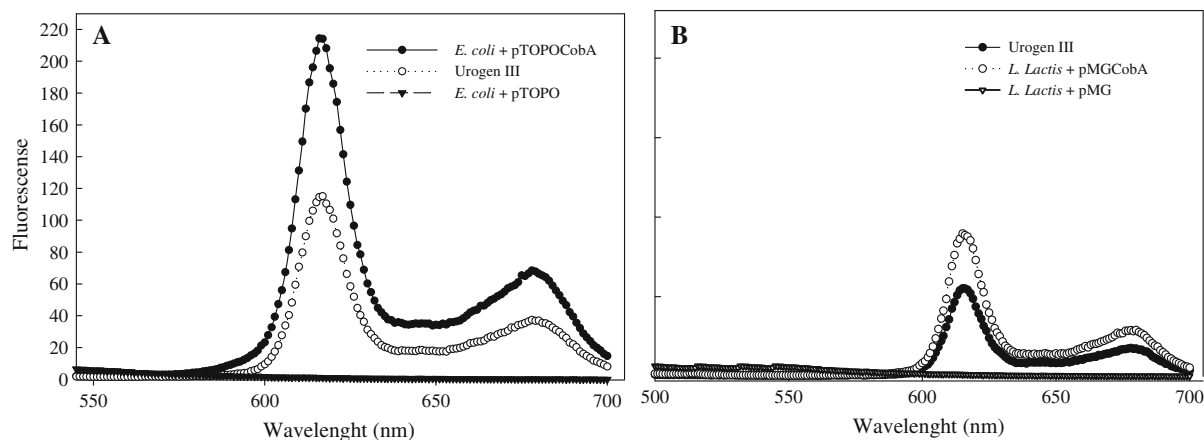 A
E. coli + pTOPOCobA
Urogen III
E. coli + pTOPO
220
200
180
160
140
120
100
80
60
40
20
0
Fluorescense
550
600
650
700
Wavelenght (nm)
B
Urogen III
L. Lactis + pMGCobA
L. Lactis + pMG
500
550
600
650
700
Wavelenght (nm)